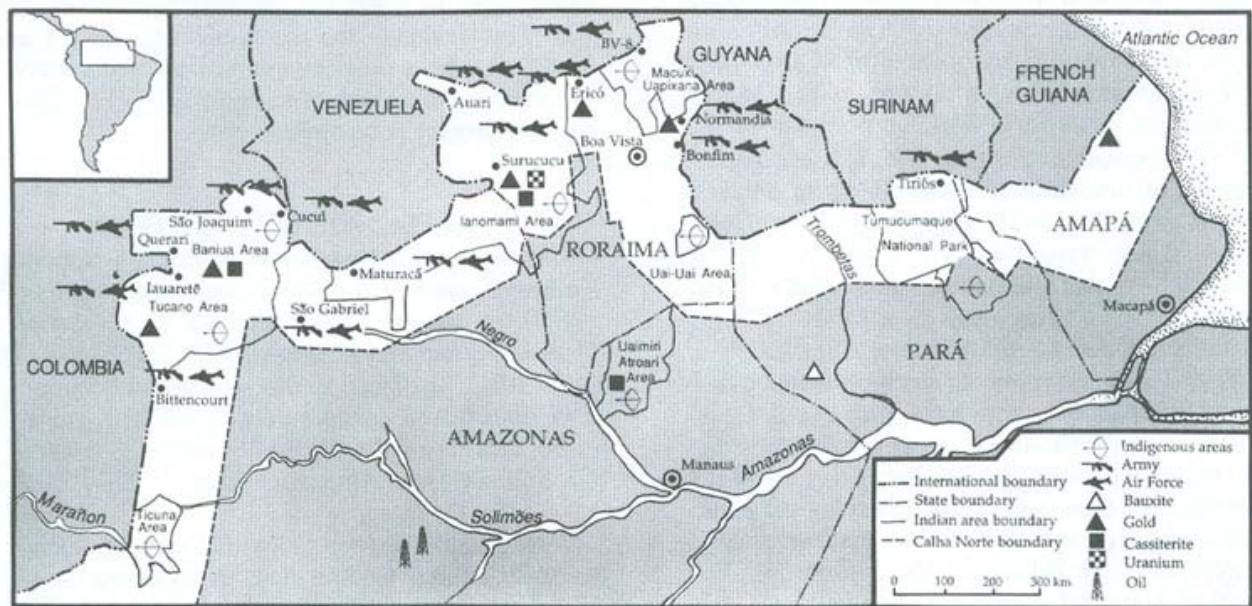 Atlantic Ocean
BV-8
GUYANA
FRENCH
GUIANA
VENEZUELA
Auari
Ericó
Macuxi
Uapixana Area
SURINAM
Normandia
Boa Vista
Bonfim
Surucucu
Tiriós
São Joaquim
Cucuí
Ianomami Area
Tumucumaque
National Park
AMAPÁ
Querari
Baniua Area
RORAIMA
Trombetas
Maturacá
Uai-Uai Area
Iauaretê
Tucano Area
São Gabriel
Macapá
Negro
COLOMBIA
Uaimiri
Atroari
Area
PARÁ
Bittencourt
AMAZONAS
Amazonas
Manaus
Marañon
Ticuna
Area
Solimões
International boundary
State boundary
Indian area boundary
Calha Norte boundary
0 100 200 300 km
Indigenous areas
Army
Air Force
Bauxite
Gold
Cassiterite
Uranium
Oil